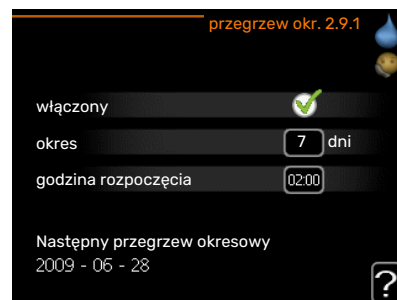 przegrzew okr. 2.9.1
włączony
okres 7 dni
godzina rozpoczęcia 02:00
Następny przegrzew okresowy
2009 - 06 - 28
?